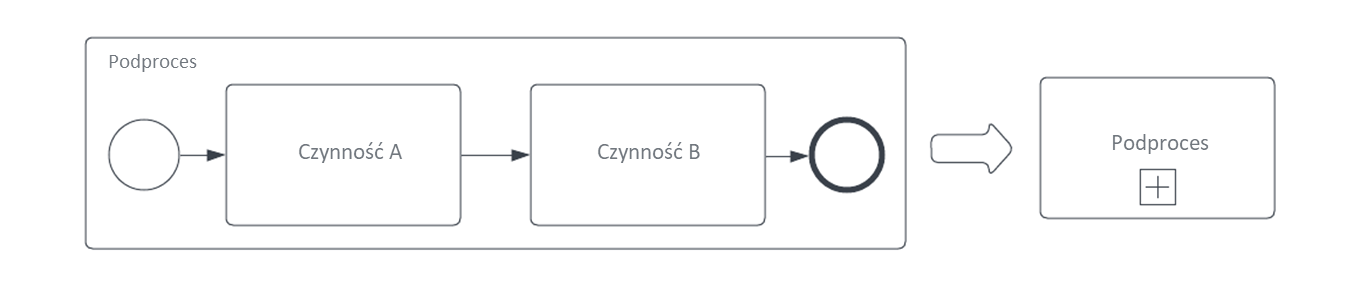 Podproces
Czynność A
Czynność B
Podproces